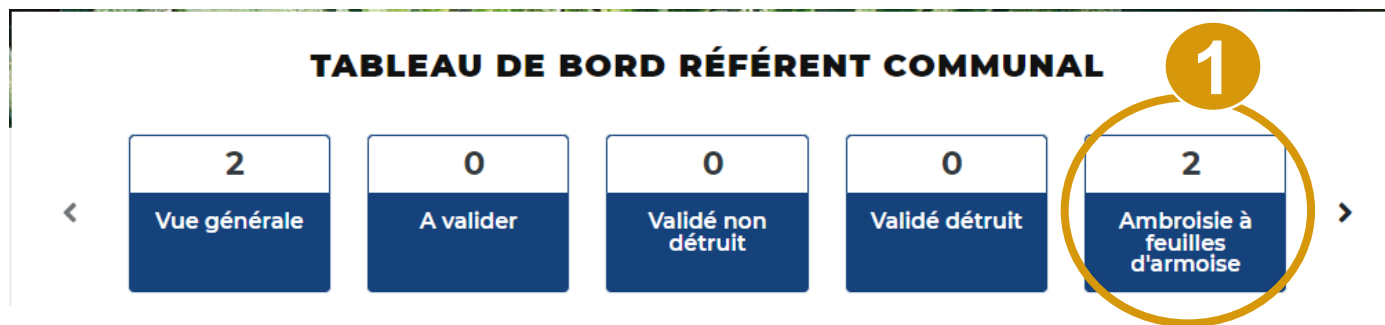 TABLEAU DE BORD RÉFÉRENT COMMUNAL
1
2
Vue générale
0
A valider
0
Validé non
détruit
0
Validé détruit
2
Ambroisie à
feuilles
d'armoise